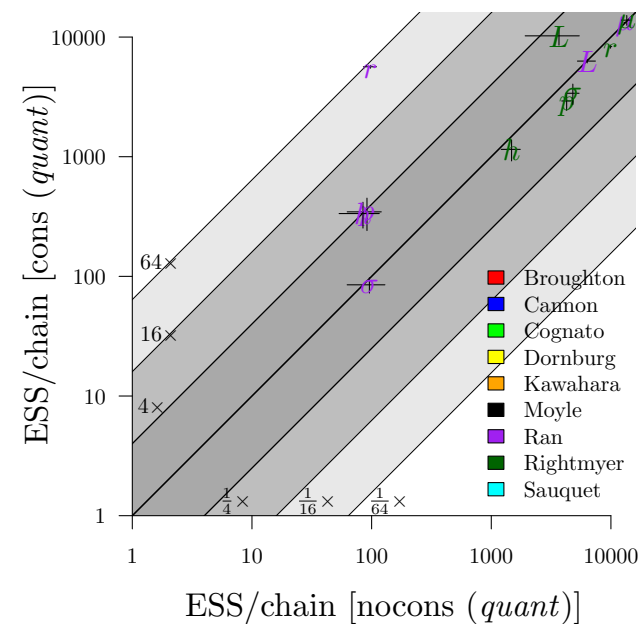 10000
1000
100
10
1
ESS/chain [cons (quant)]
64×
16×
4×
1/4×
1/16×
1/64×
r
L
L
r
σ
h
σ
Broughton
Cannon
Cognato
Dornburg
Kawahara
Moyle
Ran
Rightmyer
Sauquet
1
10
100
1000
10000
ESS/chain [nocons (quant)]